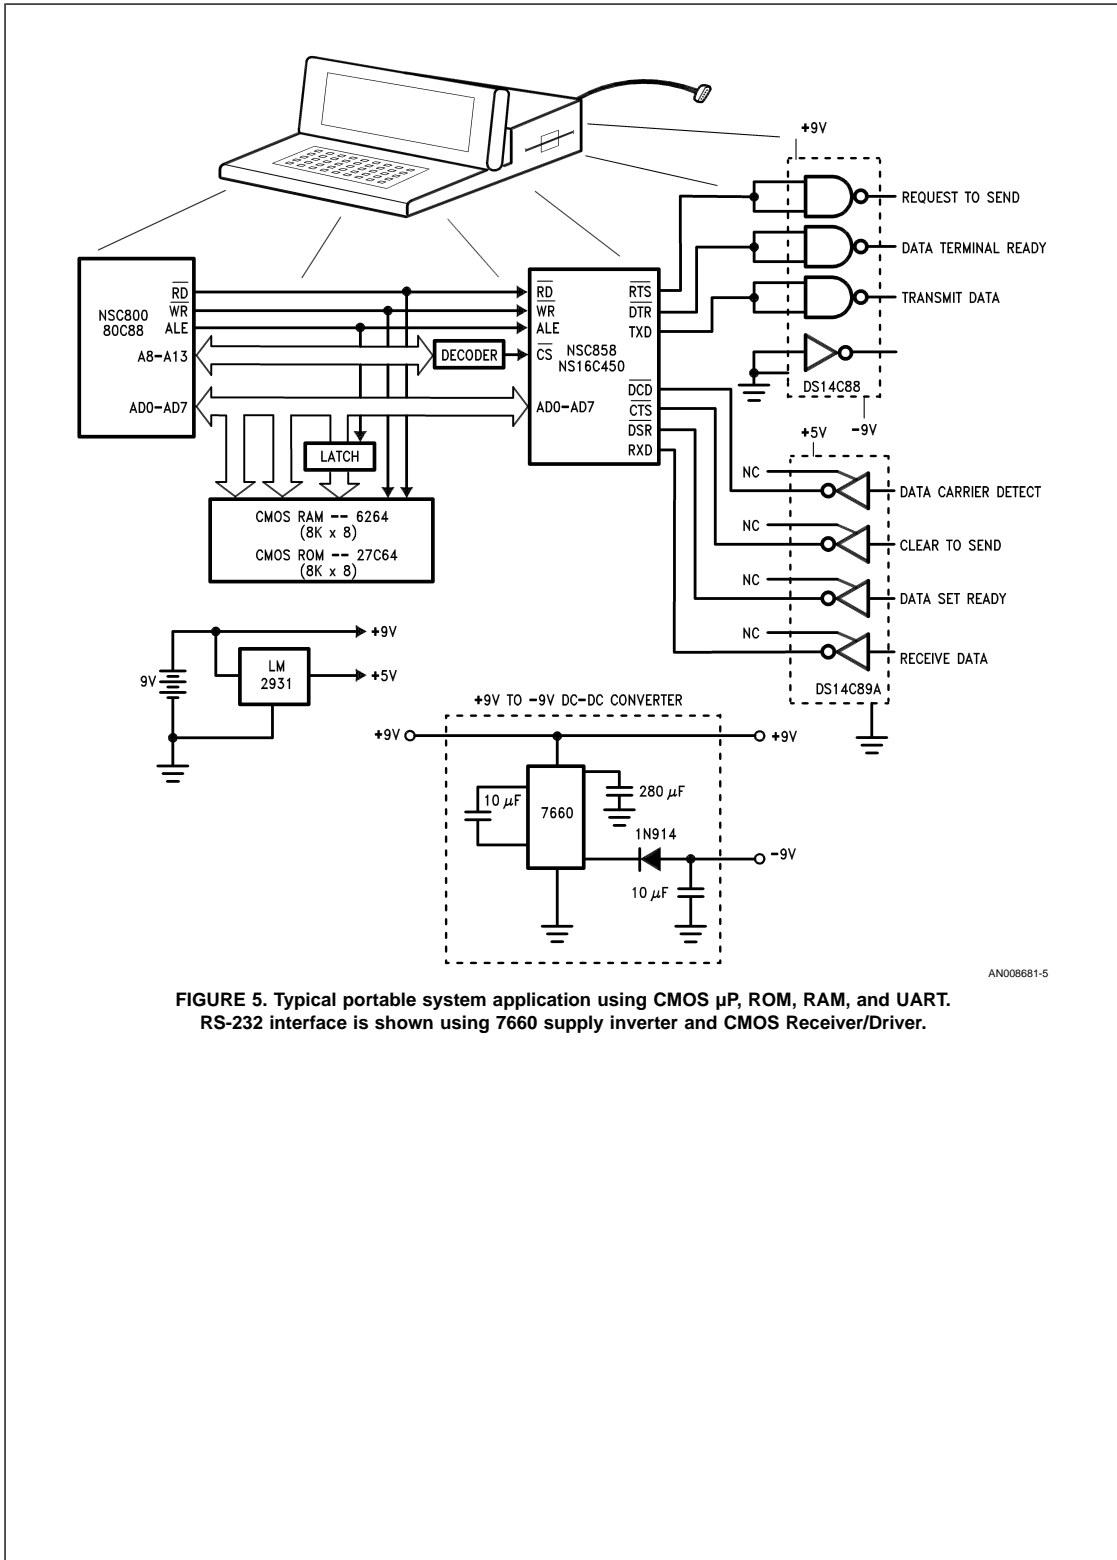 +9V
REQUEST TO SEND
DATA TERMINAL READY
TRANSMIT DATA
DS14C88
-9V
NSC800
80C88
RD
WR
ALE
A8-A13
AD0-AD7
DECODER
LATCH
RD
WR
ALE
CS
NSC858
NS16C450
AD0-AD7
RTS
DTR
TXD
DCD
CTS
DSR
RXD
CMOS RAM -- 6264
(8K x 8)
CMOS ROM -- 27C64
(8K x 8)
+5V
NC
DATA CARRIER DETECT
NC
CLEAR TO SEND
NC
DATA SET READY
NC
RECEIVE DATA
DS14C89A
9V
LM
2931
+9V
+5V
+9V TO -9V DC-DC CONVERTER
+9V
+9V
10 µF
7660
280 µF
1N914
-9V
10 µF
AN008681-5
FIGURE 5. Typical portable system application using CMOS µP, ROM, RAM, and UART.
RS-232 interface is shown using 7660 supply inverter and CMOS Receiver/Driver.